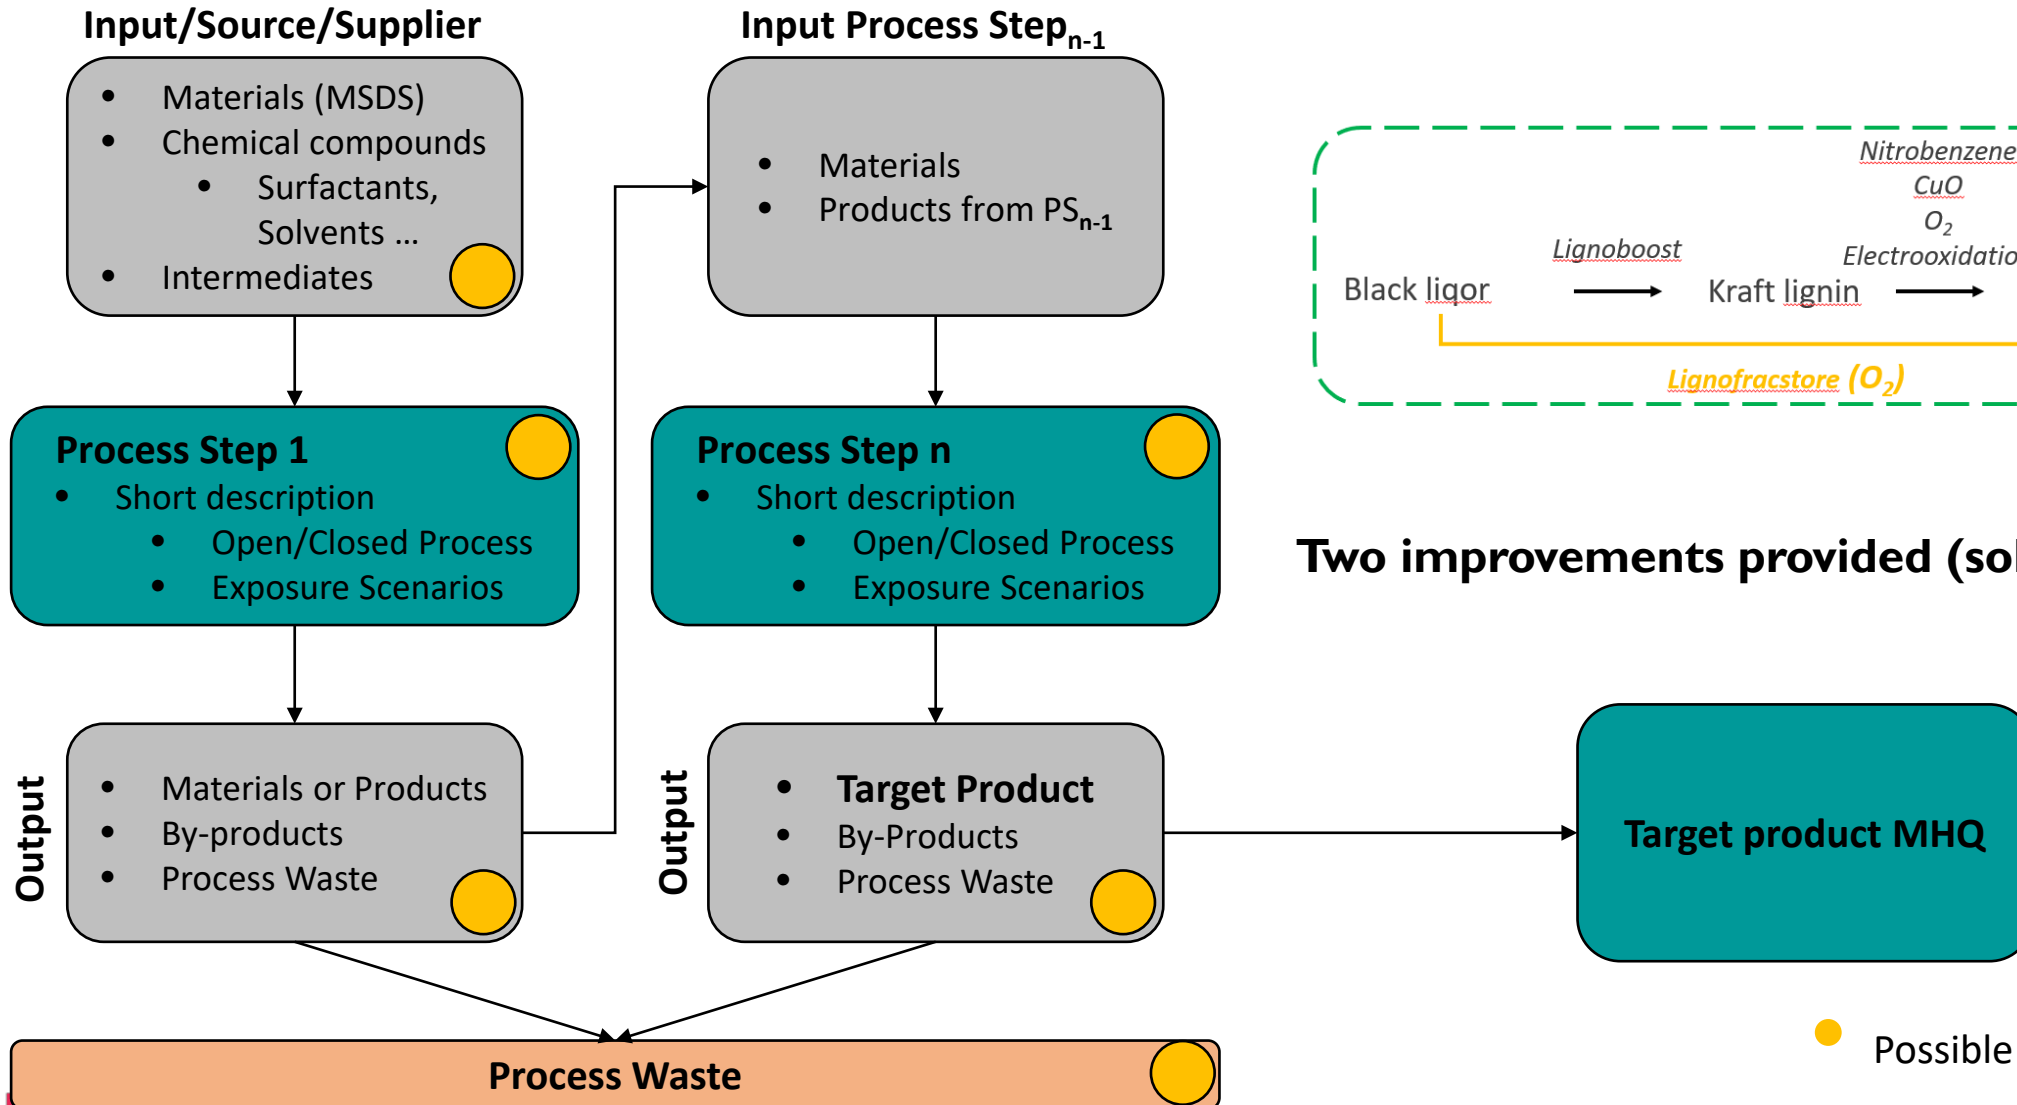 Input/Source/Supplier
• Materials (MSDS)
• Chemical compounds
• Surfactants,
Solvents ...
• Intermediates
Process Step 1
• Short description
• Open/Closed Process
• Exposure Scenarios
Output
• Materials or Products
• By-products
• Process Waste
Input Process Stepn-1
• Materials
• Products from PSn-1
Process Step n
• Short description
• Open/Closed Process
• Exposure Scenarios
Output
• Target Product
• By-Products
• Process Waste
Process Waste
Nitrobenzene
CuO
O2
Electrooxidatio
Lignoboost
Black liqor
Kraft lignin
Lignofracstore (O2)
Two improvements provided (sol
Target product MHQ
Possible